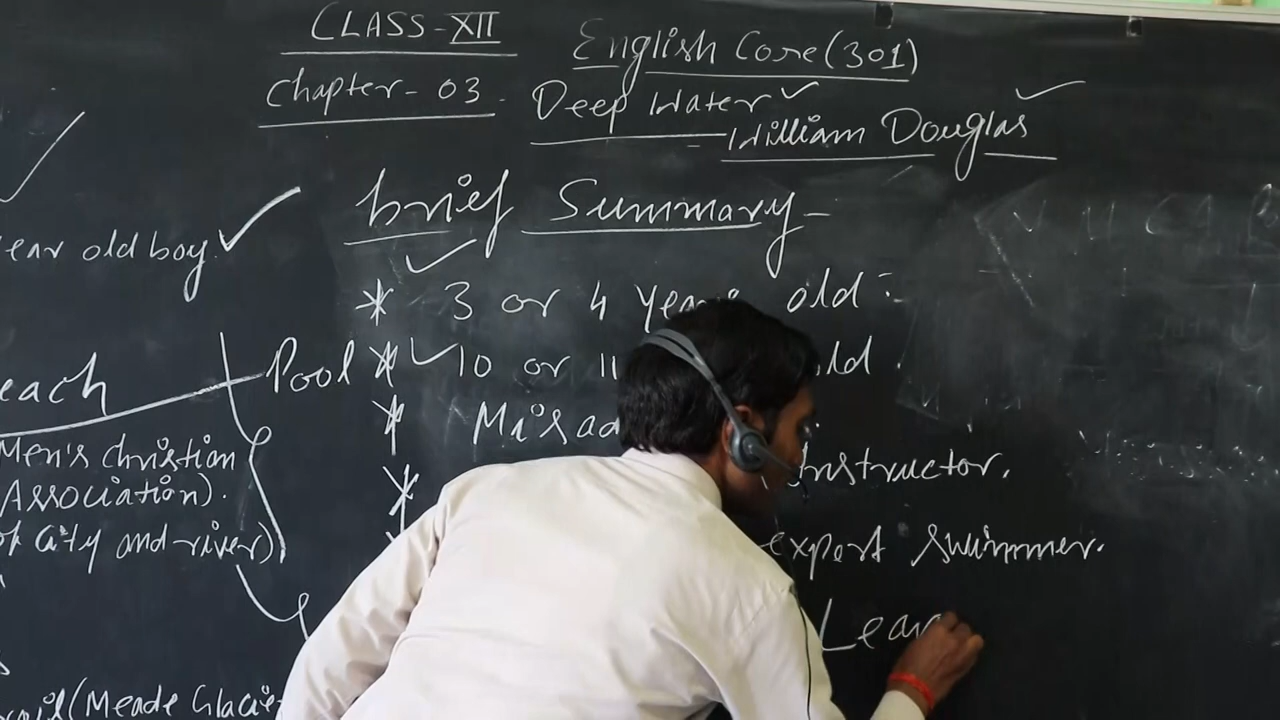 CLASS-XII
English Core (301)
Chapter-03
Deep Water
William Douglas
brief Summary-
* 3 or 4 years old :-
* 10 or 11 old
* Misad
* Instructor.
expert swimmer.
Lear
ear old boy
each
Pool
Men's Christian
Association).
of City and river)
(Meade Glacie